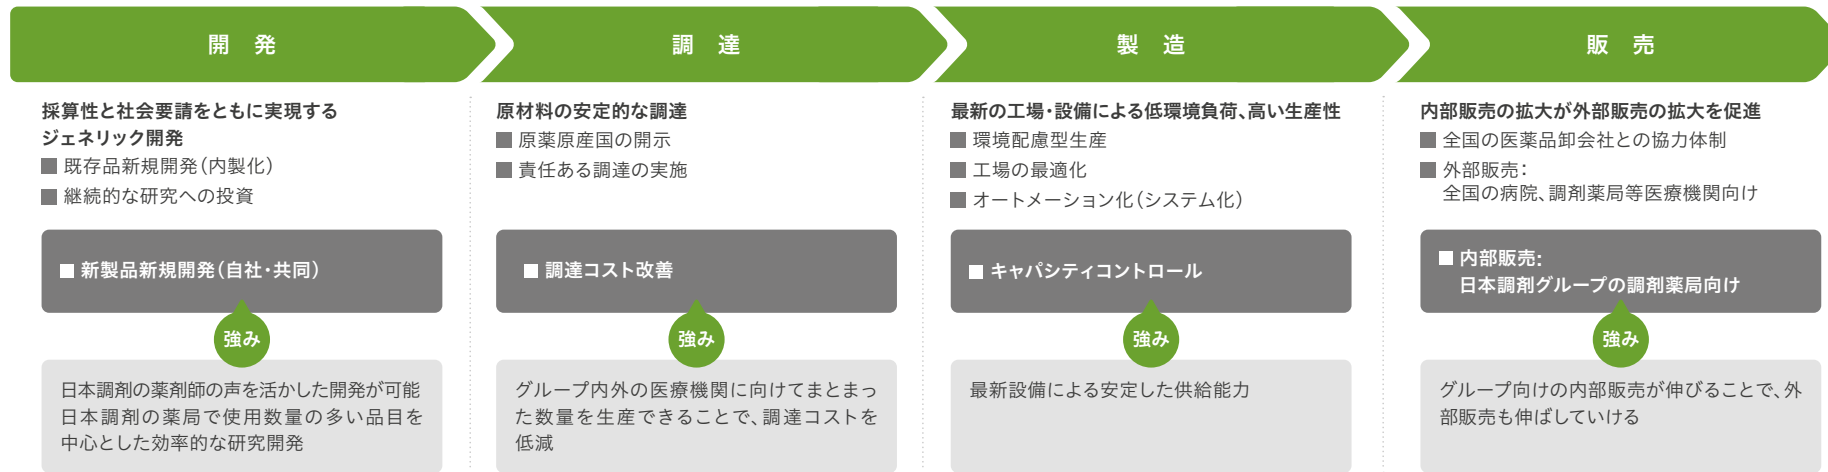 開 発
調 達
製 造
販 売
採算性と社会要請をともに実現する
ジェネリック開発
■ 既存品新規開発（内製化）
■ 継続的な研究への投資
■ 新製品新規開発（自社・共同）
強み
日本調剤の薬剤師の声を活かした開発が可能
日本調剤の薬局で使用数量の多い品目を
中心とした効率的な研究開発
原材料の安定的な調達
■ 原薬原産国の開示
■ 責任ある調達の実施
■ 調達コスト改善
強み
グループ内外の医療機関に向けてまとまっ
た数量を生産できることで、調達コストを
低減
最新の工場・設備による低環境負荷、高い生産性
■ 環境配慮型生産
■ 工場の最適化
■ オートメーション化（システム化）
■ キャパシティコントロール
強み
最新設備による安定した供給能力
内部販売の拡大が外部販売の拡大を促進
■ 全国の医薬品卸会社との協力体制
■ 外部販売：
全国の病院、調剤薬局等医療機関向け
■ 内部販売：
日本調剤グループの調剤薬局向け
強み
グループ向けの内部販売が伸びることで、外
部販売も伸ばしていける